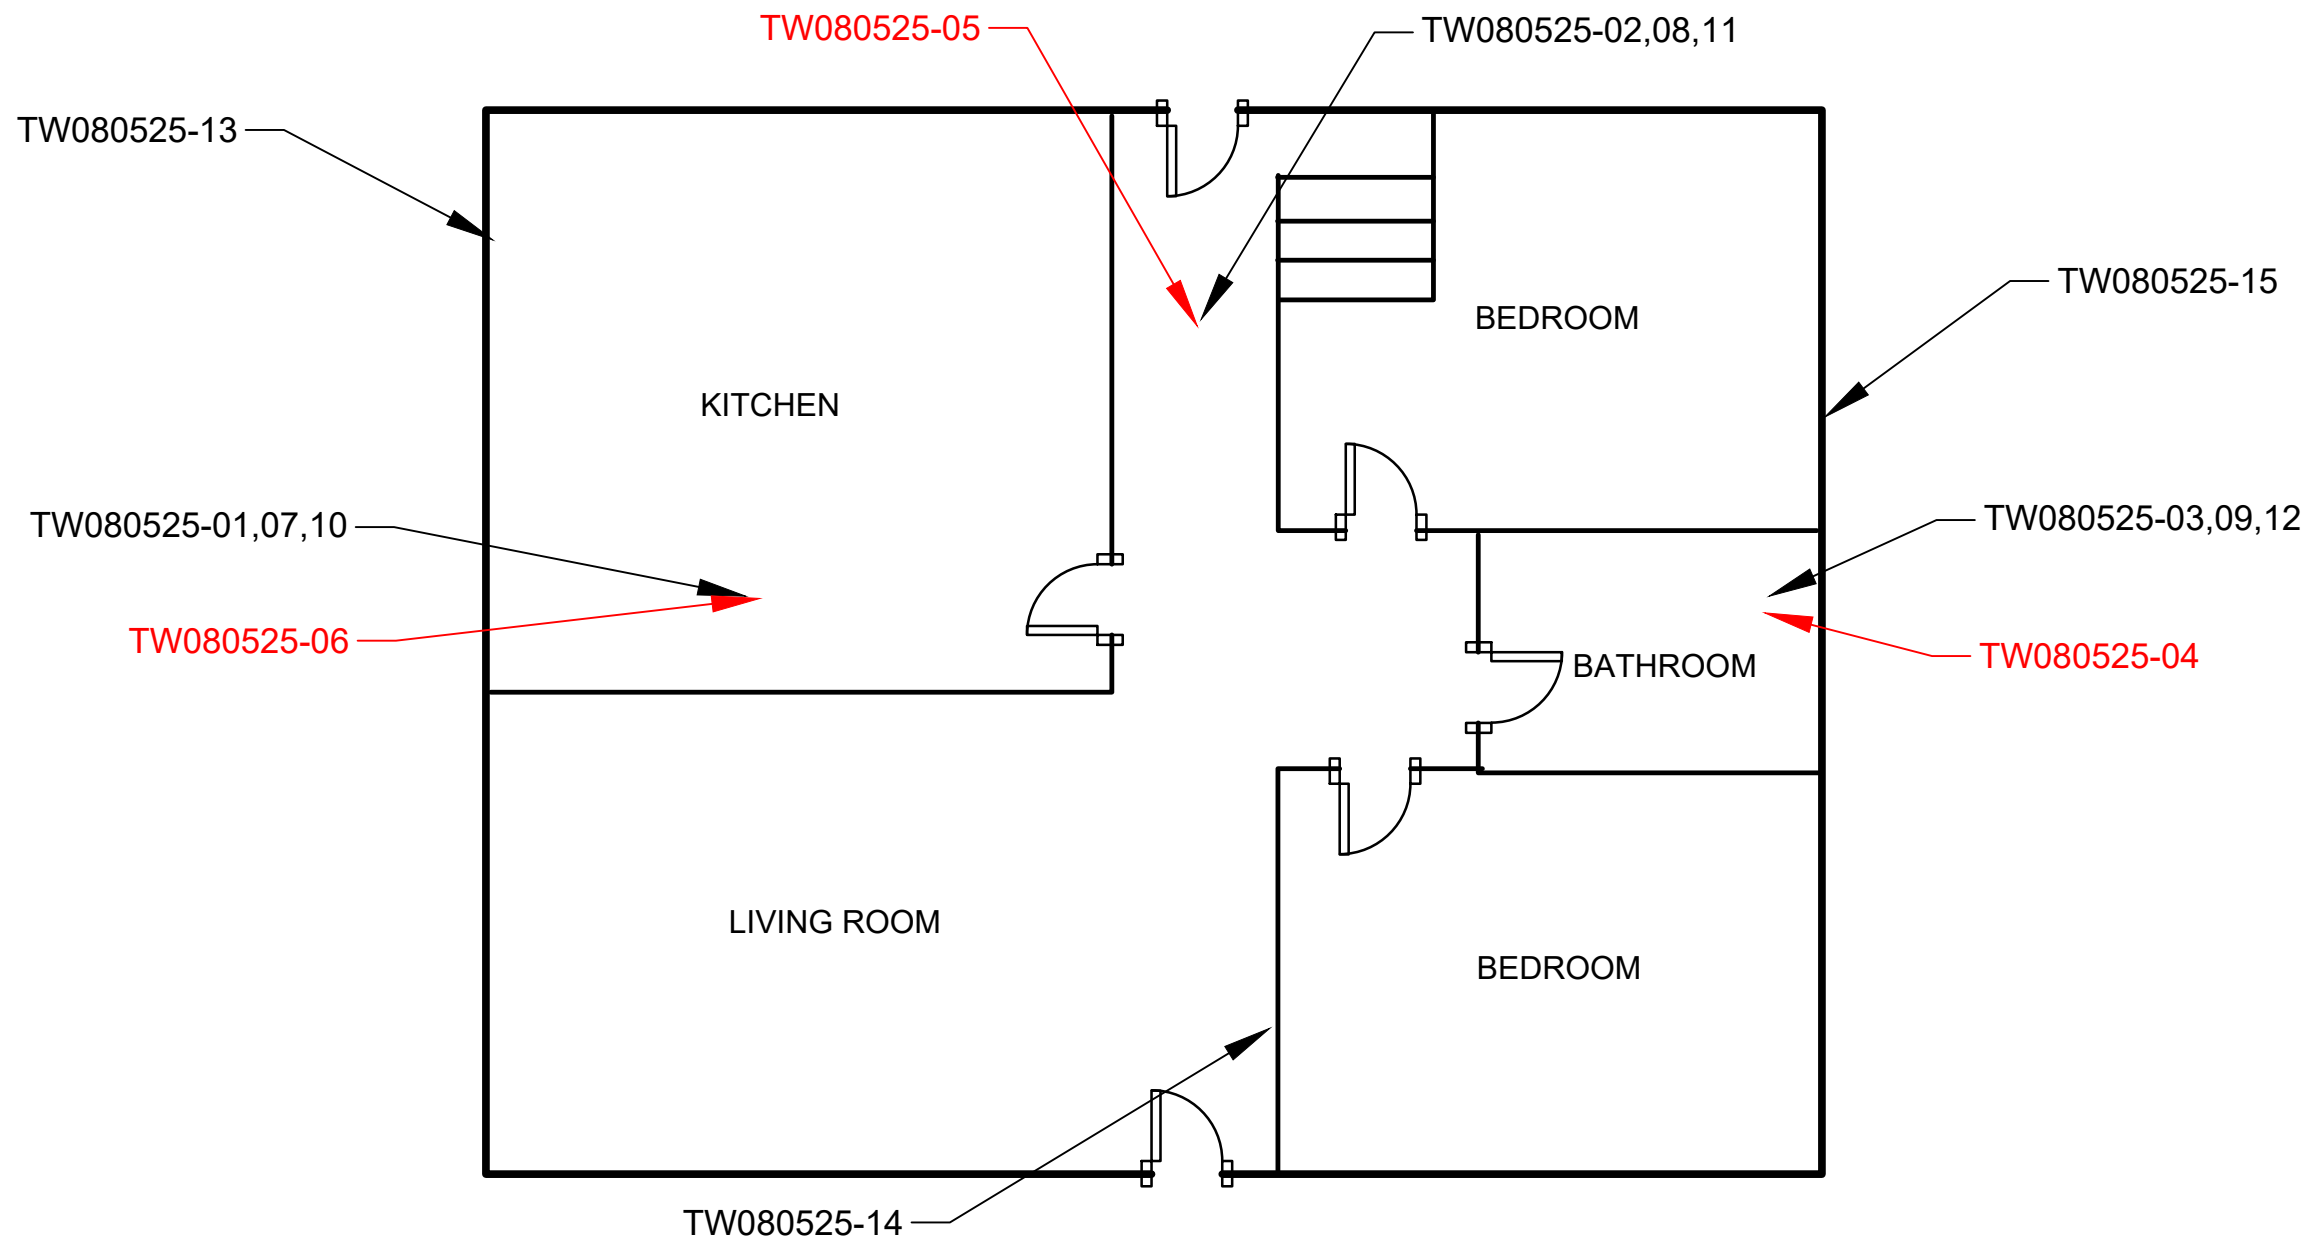 TW080525-05
TW080525-02,08,11
TW080525-13
TW080525-15
BEDROOM
KITCHEN
TW080525-01,07,10
TW080525-03,09,12
TW080525-06
TW080525-04
BATHROOM
LIVING ROOM
BEDROOM
TW080525-14